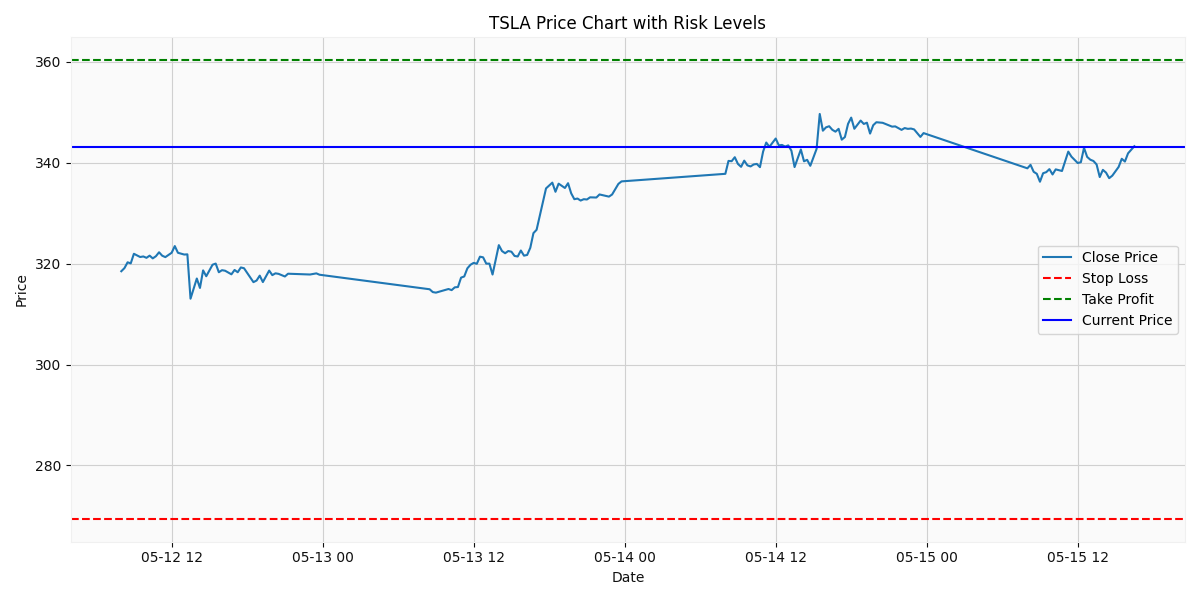 TSLA Price Chart with Risk Levels
360
340
320
300
280
Price
Close Price
Stop Loss
Take Profit
Current Price
05-12 12
05-13 00
05-13 12
05-14 00
05-14 12
05-15 00
05-15 12
Date